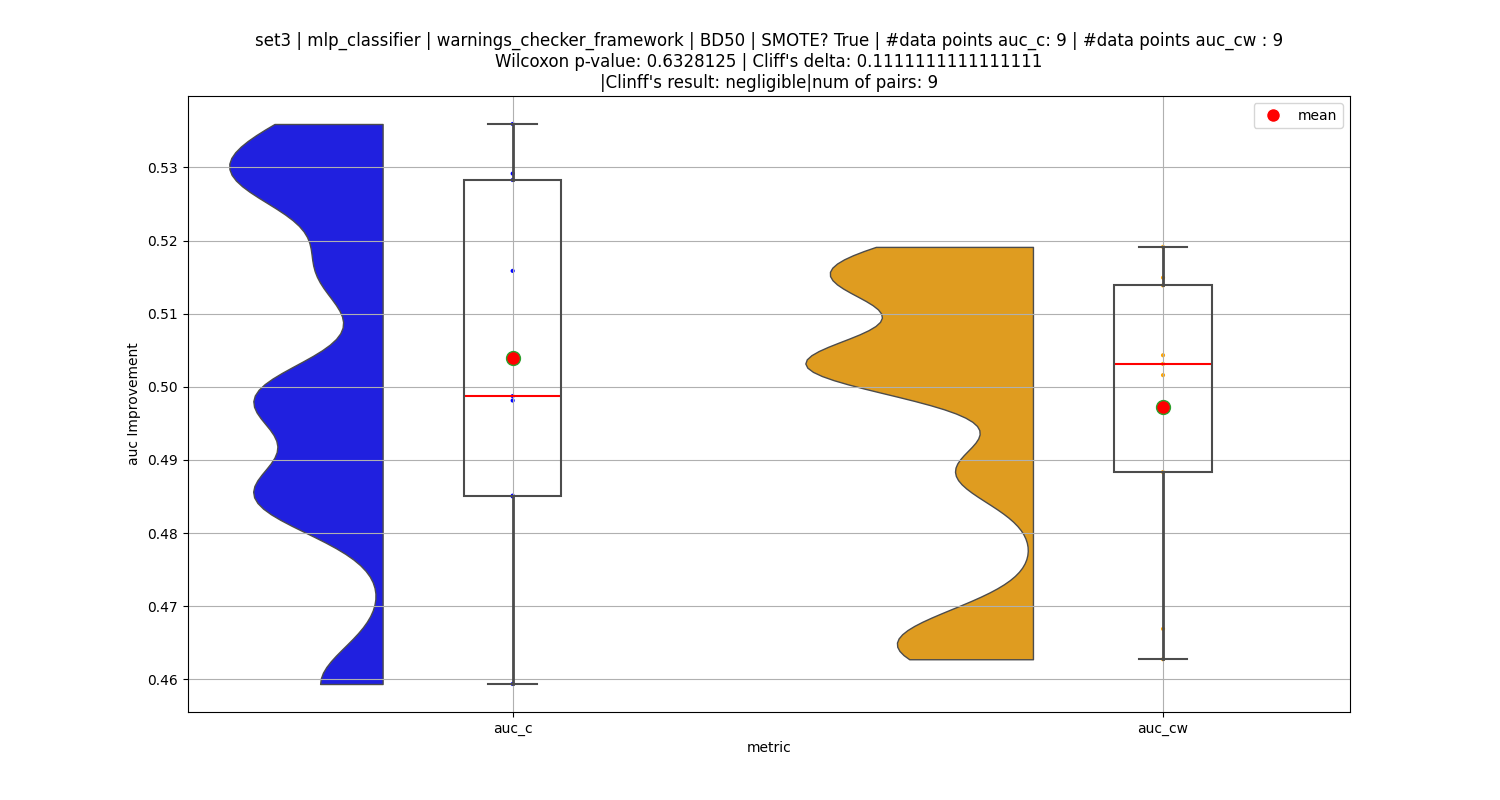 set3 | mlp_classifier | warnings_checker_framework | BD50 | SMOTE? True | #data points auc_c: 9 | #data points auc_cw : 9
Wilcoxon p-value: 0.6328125 | Cliff's delta: 0.1111111111111111
|Clinff's result: negligible|num of pairs: 9
mean
0.53
0.52
0.51
0.50
0.49
0.48
0.47
0.46
auc Improvement
auc_c
auc_cw
metric